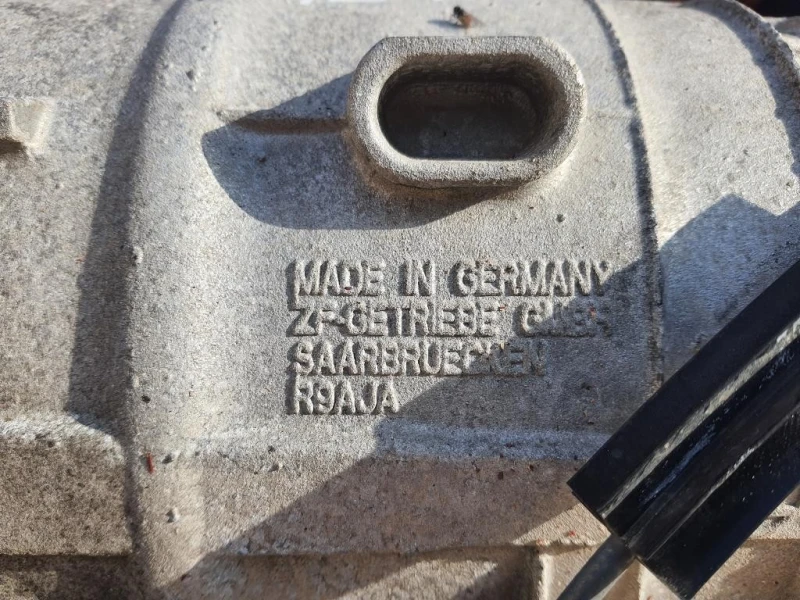 MADE IN GERMANY
ZF-GETRIEBE GMBH
SAARBRUECKEN
R9AJA